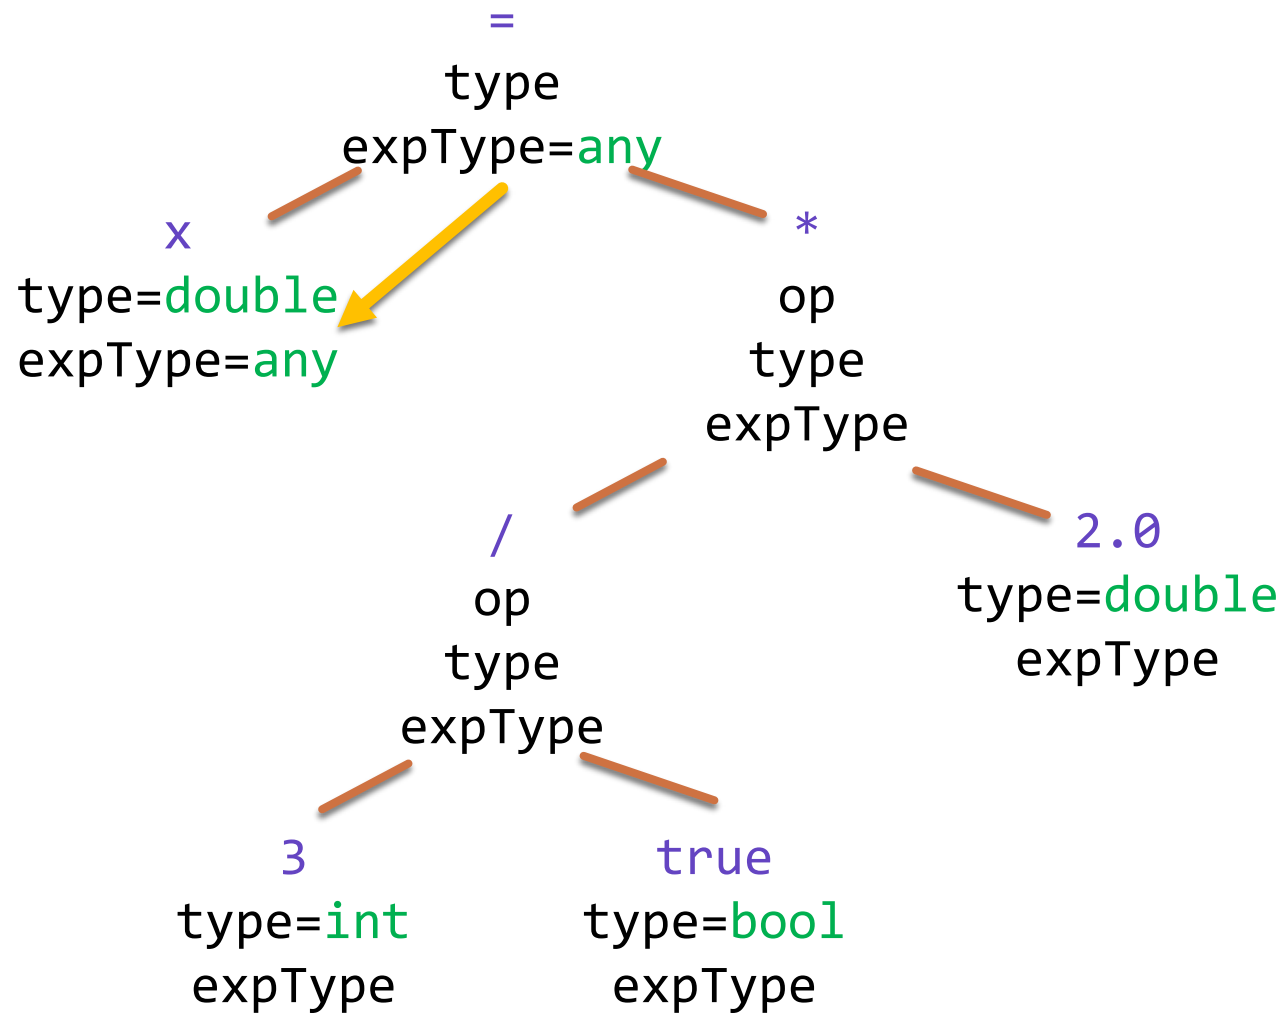 =
type
expType=any
x
type=double
expType=any
*
op
type
expType
/
op
type
expType
2.0
type=double
expType
3
type=int
expType
true
type=bool
expType